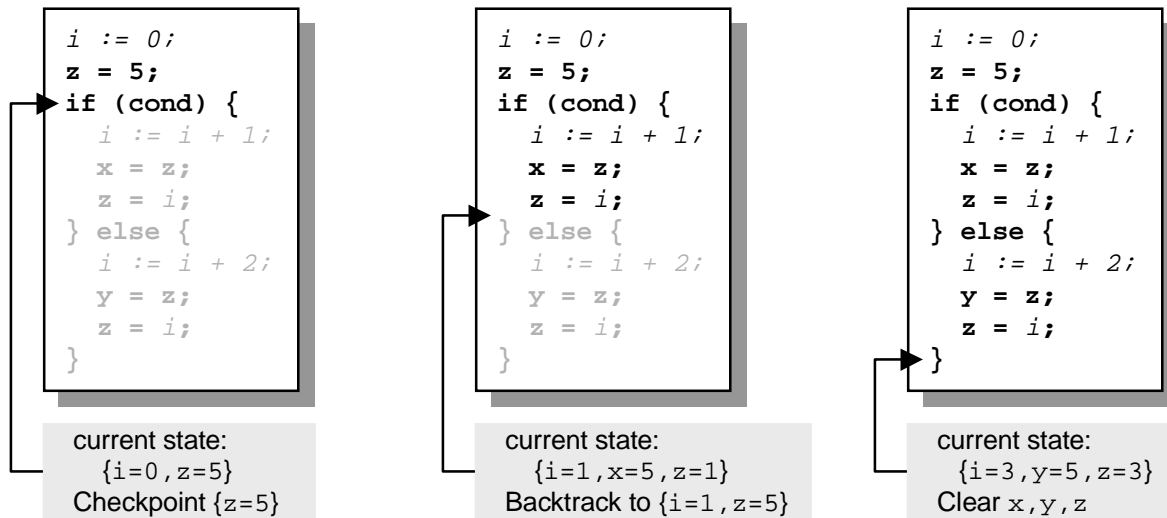 i := 0;
z = 5;
if (cond) {
i := i + 1;
x = z;
z = i;
} else {
i := i + 2;
y = z;
z = i;
}
current state:
{i=0,z=5}
Checkpoint {z=5}
i := 0;
z = 5;
if (cond) {
i := i + 1;
x = z;
z = i;
} else {
i := i + 2;
y = z;
z = i;
}
current state:
{i=1,x=5,z=1}
Backtrack to {i=1,z=5}
i := 0;
z = 5;
if (cond) {
i := i + 1;
x = z;
z = i;
} else {
i := i + 2;
y = z;
z = i;
}
current state:
{i=3,y=5,z=3}
Clear x,y,z